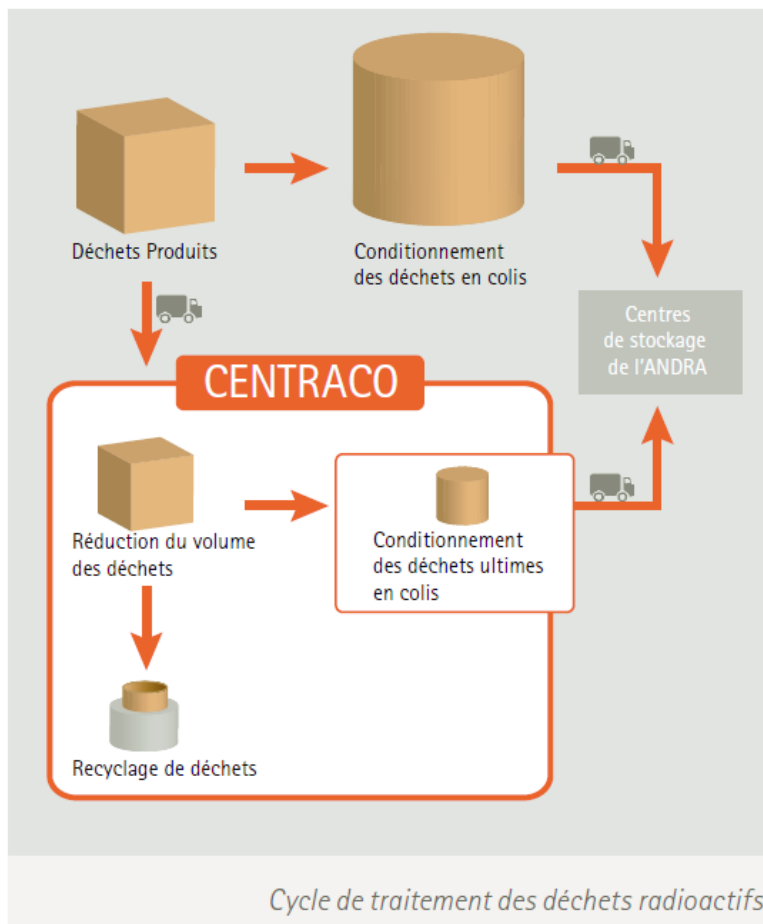 Déchets Produits
Conditionnement
des déchets en colis
Centres
de stockage
de l'ANDRA
CENTRACO
Réduction du volume
des déchets
Conditionnement
des déchets ultimes
en colis
Recyclage de déchets
Cycle de traitement des déchets radioactifs